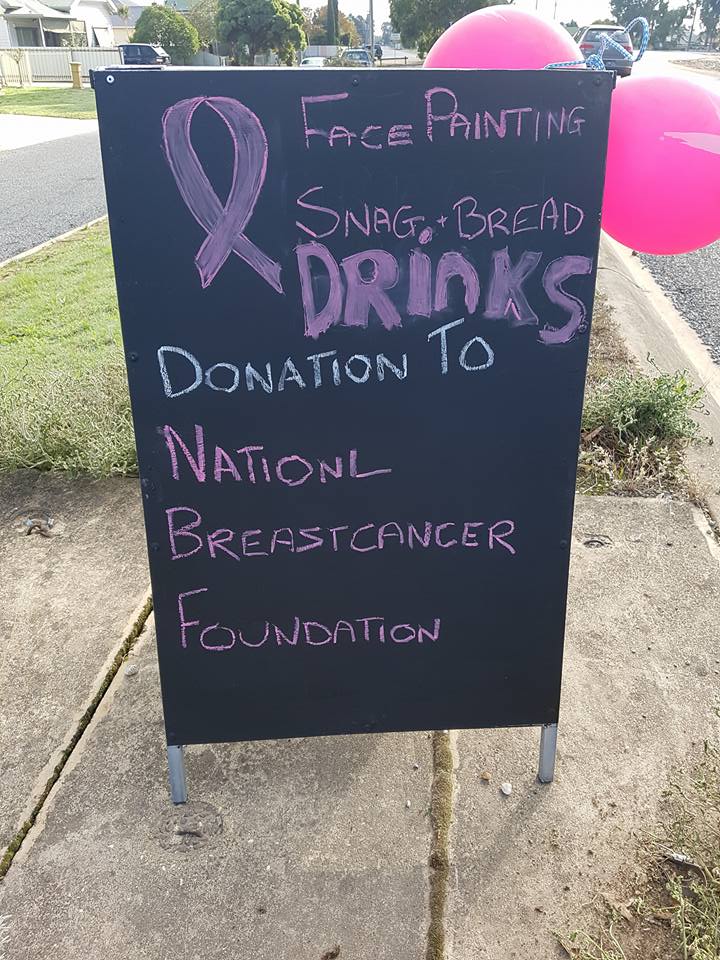 FACE PAINTING
SNAG. + BREAD
DRiNKS
DONATION TO
NATIONL
BREASTCANCER
FOUNDATION